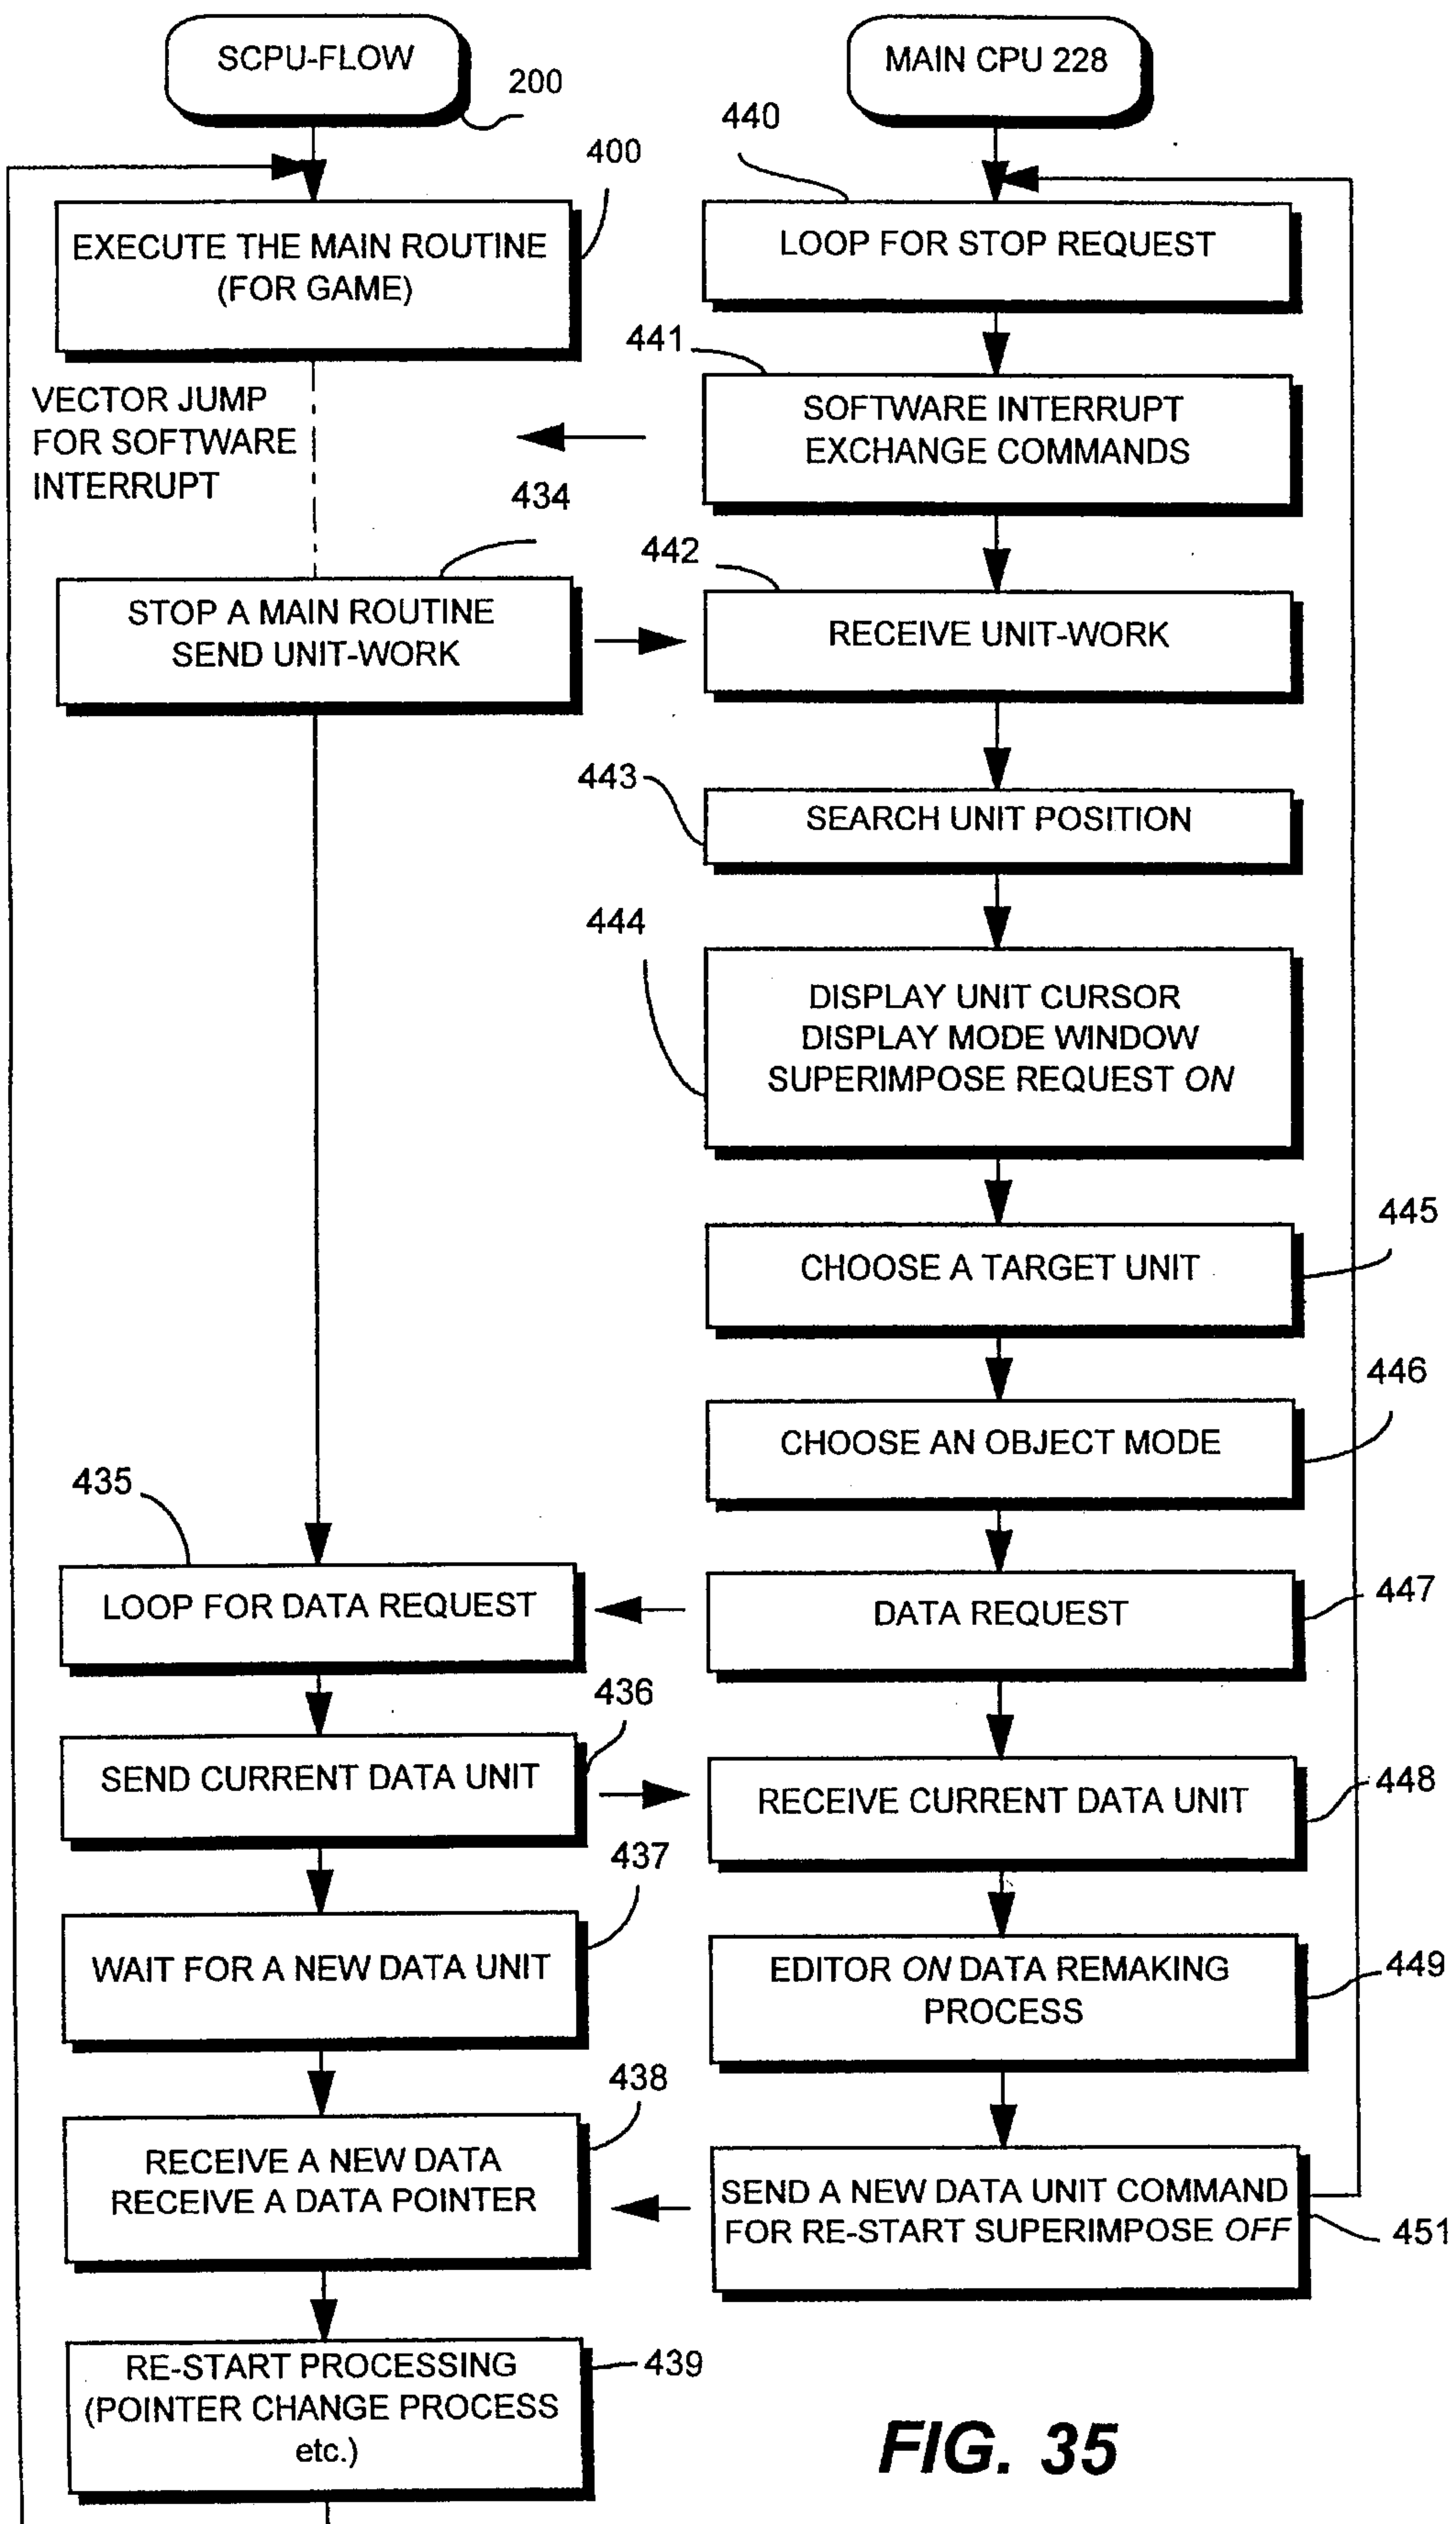 SCPU-FLOW
200
MAIN CPU 228
440
400
EXECUTE THE MAIN ROUTINE
(FOR GAME)
LOOP FOR STOP REQUEST
441
VECTOR JUMP
FOR SOFTWARE
INTERRUPT
SOFTWARE INTERRUPT
EXCHANGE COMMANDS
434
442
STOP A MAIN ROUTINE
SEND UNIT-WORK
RECEIVE UNIT-WORK
443
SEARCH UNIT POSITION
444
DISPLAY UNIT CURSOR
DISPLAY MODE WINDOW
SUPERIMPOSE REQUEST ON
445
CHOOSE A TARGET UNIT
446
CHOOSE AN OBJECT MODE
435
LOOP FOR DATA REQUEST
DATA REQUEST
447
436
SEND CURRENT DATA UNIT
RECEIVE CURRENT DATA UNIT
448
437
WAIT FOR A NEW DATA UNIT
EDITOR ON DATA REMAKING
PROCESS
449
438
RECEIVE A NEW DATA
RECEIVE A DATA POINTER
SEND A NEW DATA UNIT COMMAND
FOR RE-START SUPERIMPOSE OFF
451
RE-START PROCESSING
(POINTER CHANGE PROCESS
etc.)
439
FIG. 35